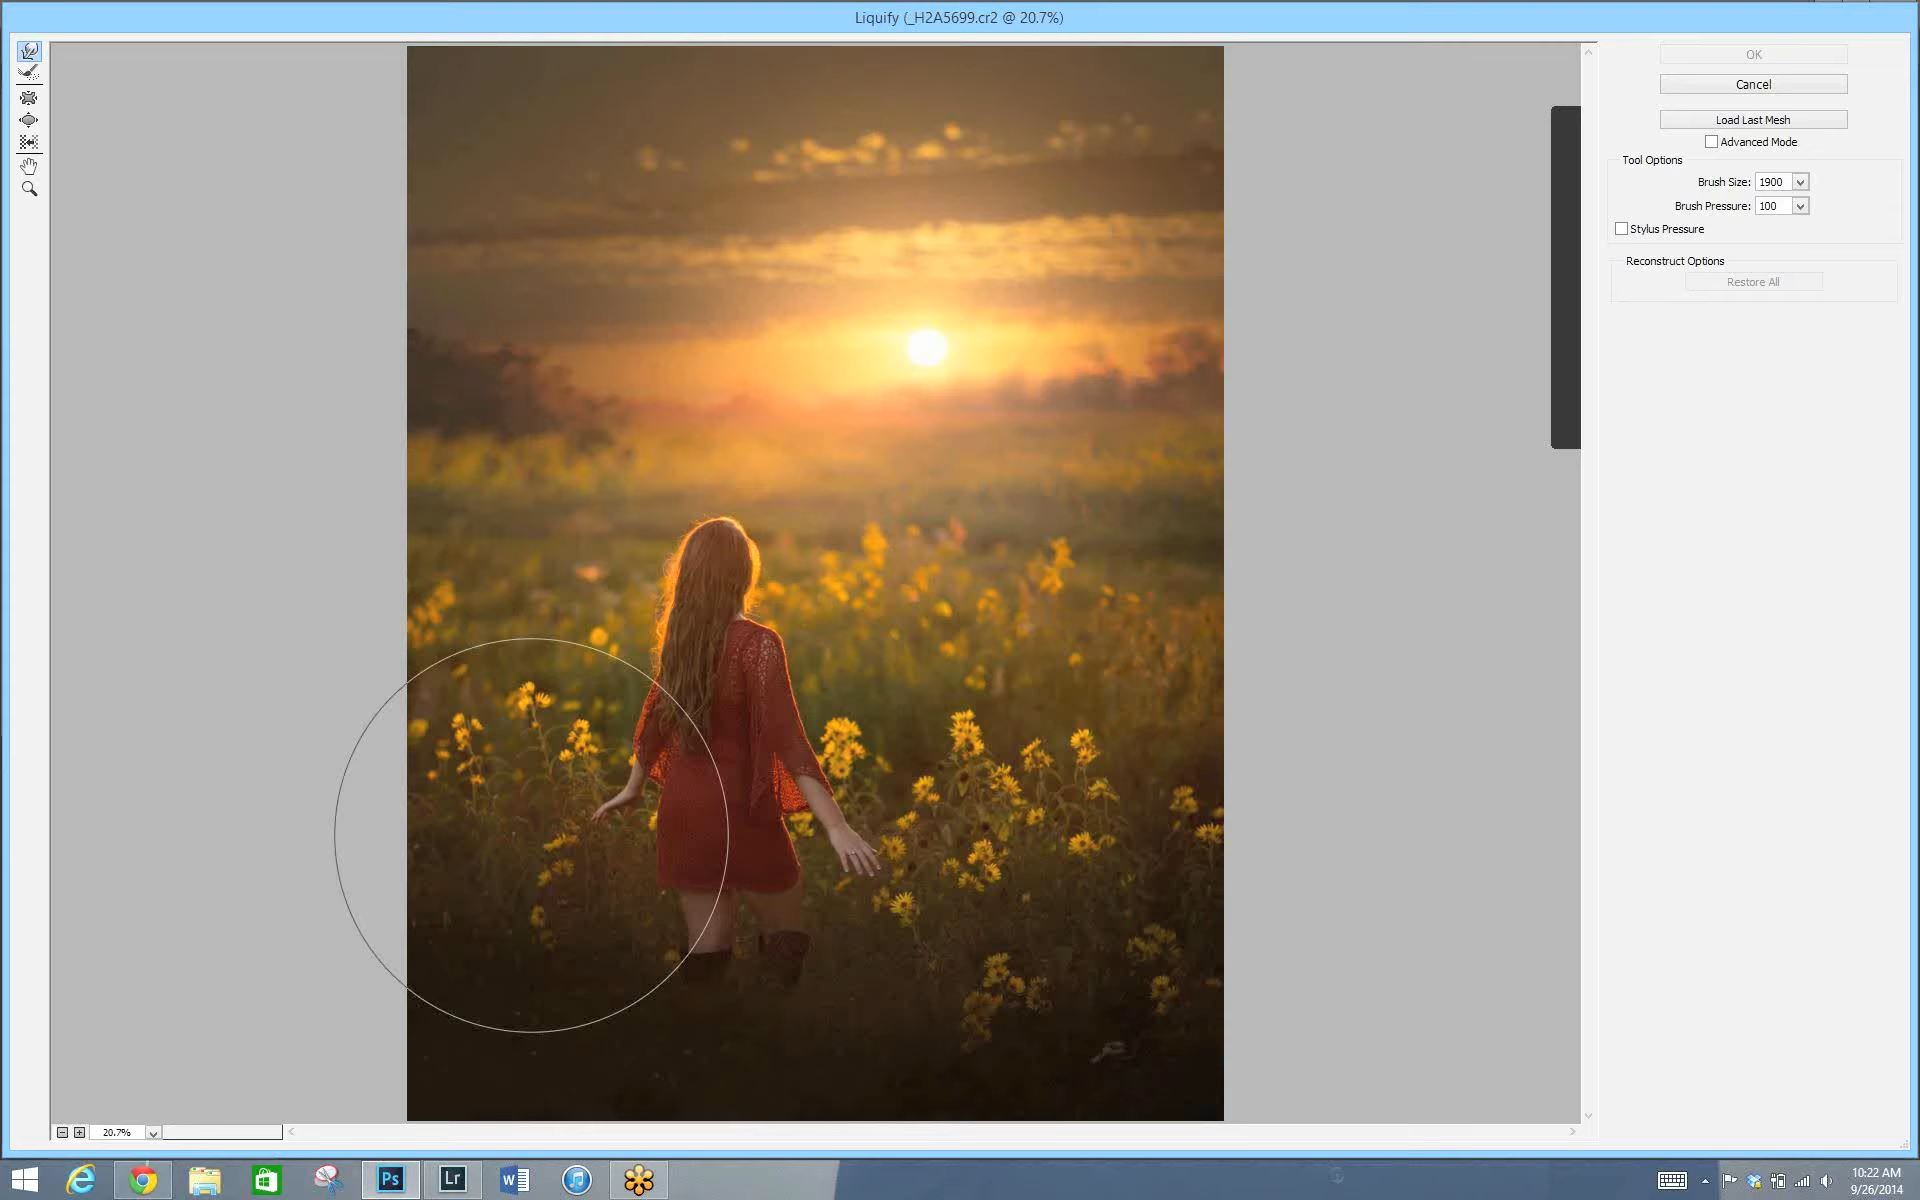 Liquify (_H2A5699.cr2 @ 20.7%)
OK
Cancel
Load Last Mesh
Advanced Mode
Tool Options
Brush Size: 1900
Brush Pressure: 100
Stylus Pressure
Reconstruct Options
Restore All
20.7%
Ps
Lr
10:22 AM
9/26/2014